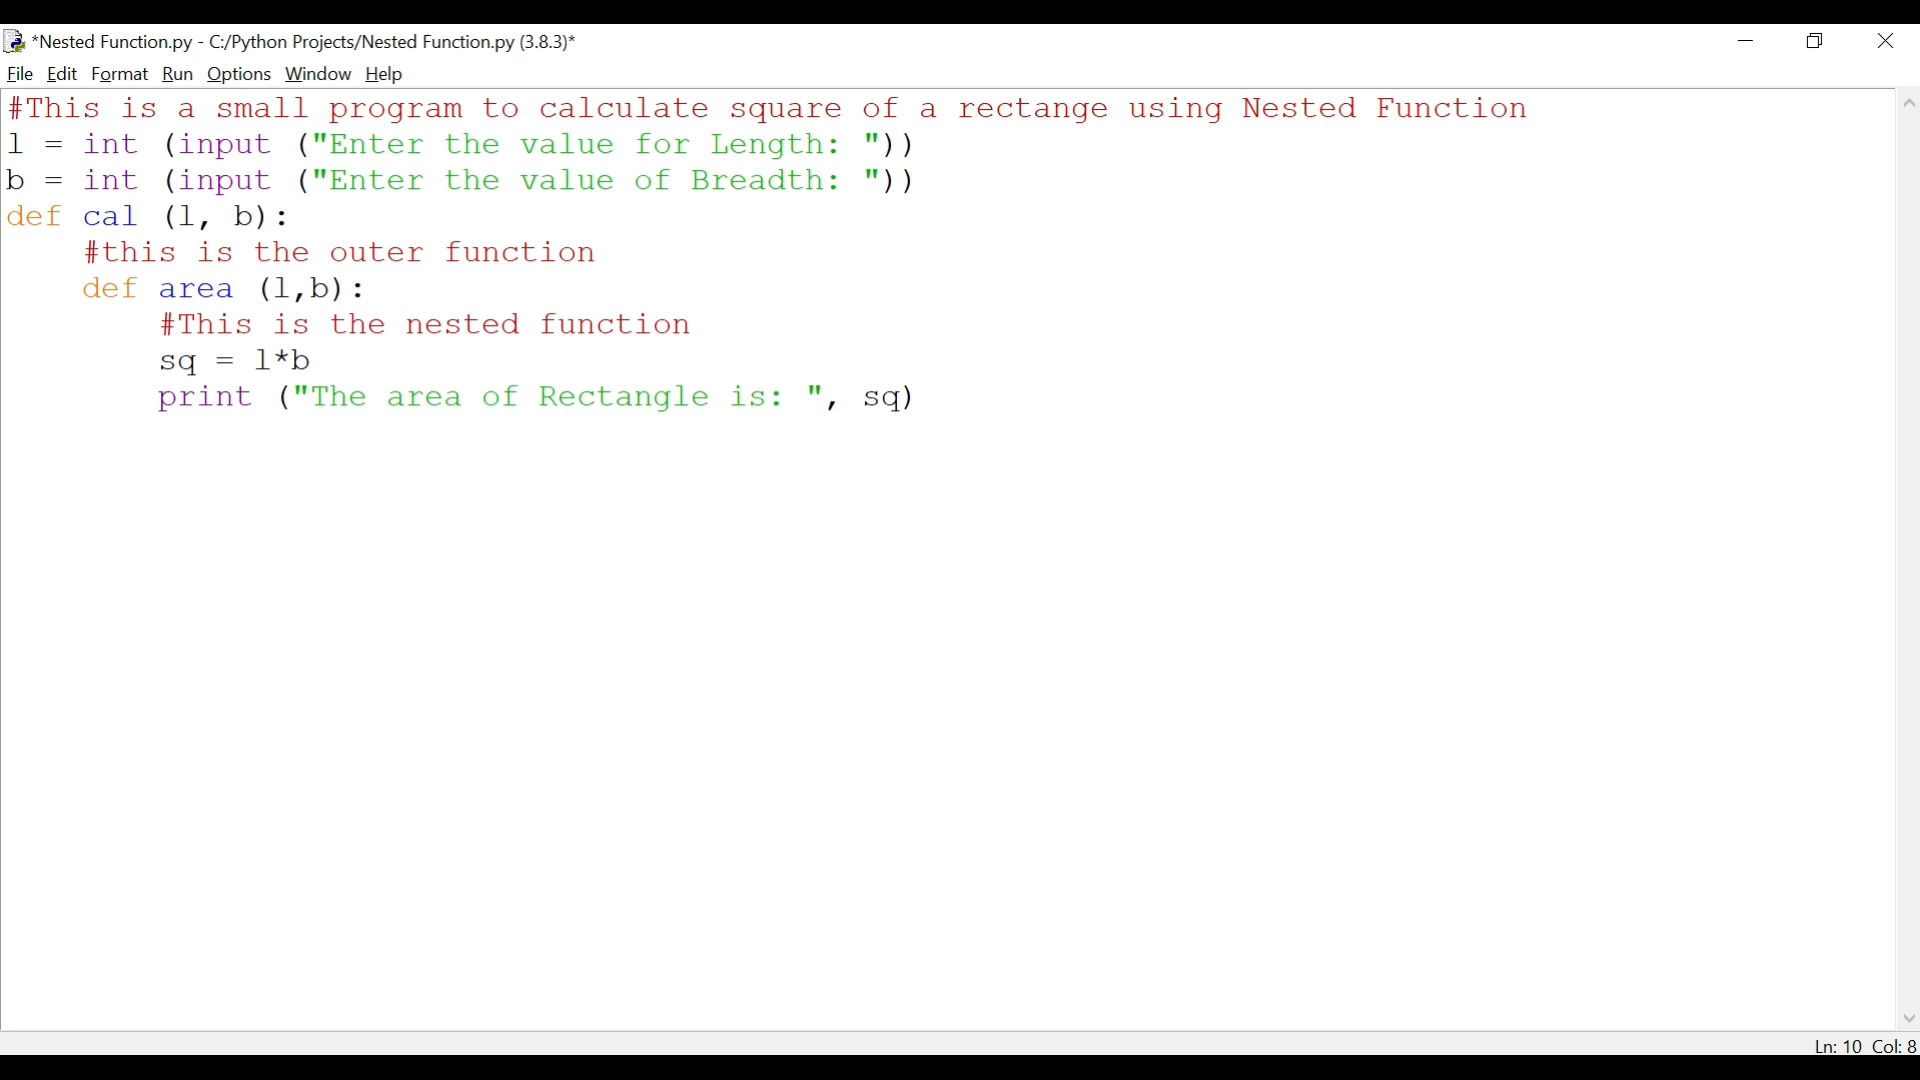 *Nested Function.py - C:/Python Projects/Nested Function.py (3.8.3)*
File Edit Format Run Options Window Help
#This is a small program to calculate square of a rectange using Nested Function
l = int (input ("Enter the value for Length: "))
b = int (input ("Enter the value of Breadth: "))
def cal (l, b):
    #this is the outer function
    def area (l,b):
        #This is the nested function
        sq = l*b
        print ("The area of Rectangle is: ", sq)
Ln: 10 Col: 8